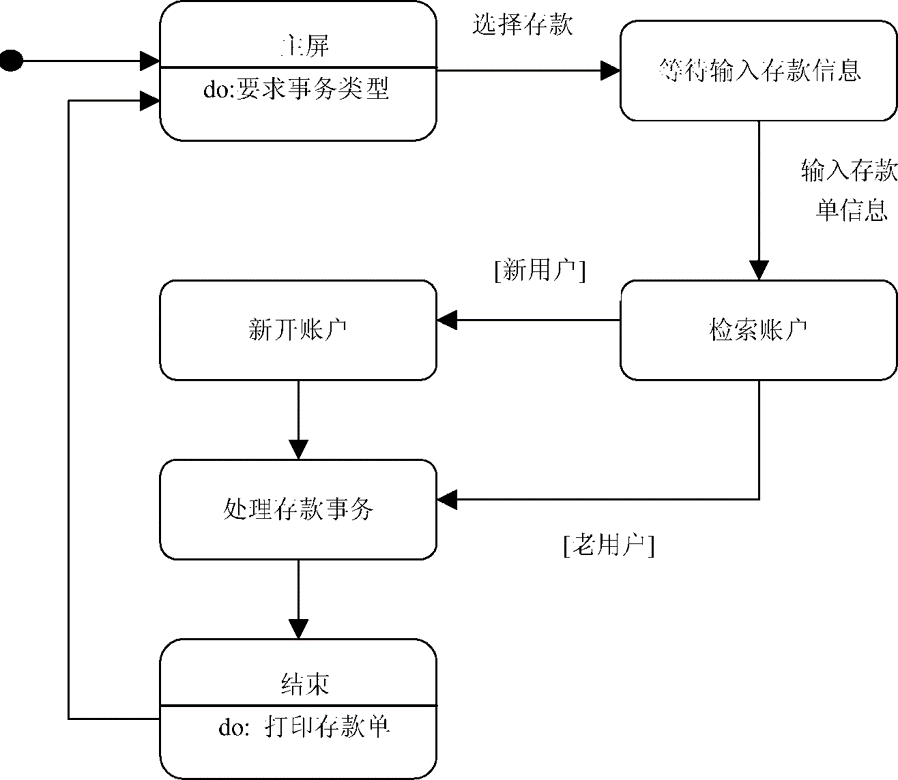 主屏
do:要求事务类型
选择存款
等待输入存款信息
输入存款
单信息
[新用户]
新开账户
检索账户
处理存款事务
[老用户]
结束
do: 打印存款单